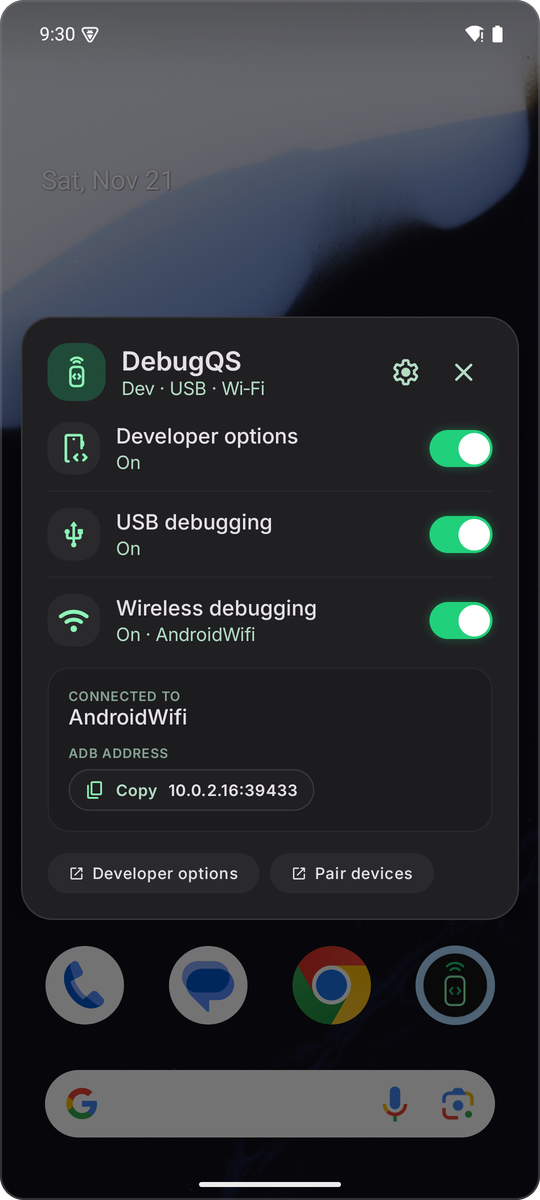 9:30
Sat, Nov 21
DebugQS
Dev · USB · Wi-Fi
Developer options
On
USB debugging
On
Wireless debugging
On · AndroidWifi
CONNECTED TO
AndroidWifi
ADB ADDRESS
Copy 10.0.2.16:39433
Developer options
Pair devices